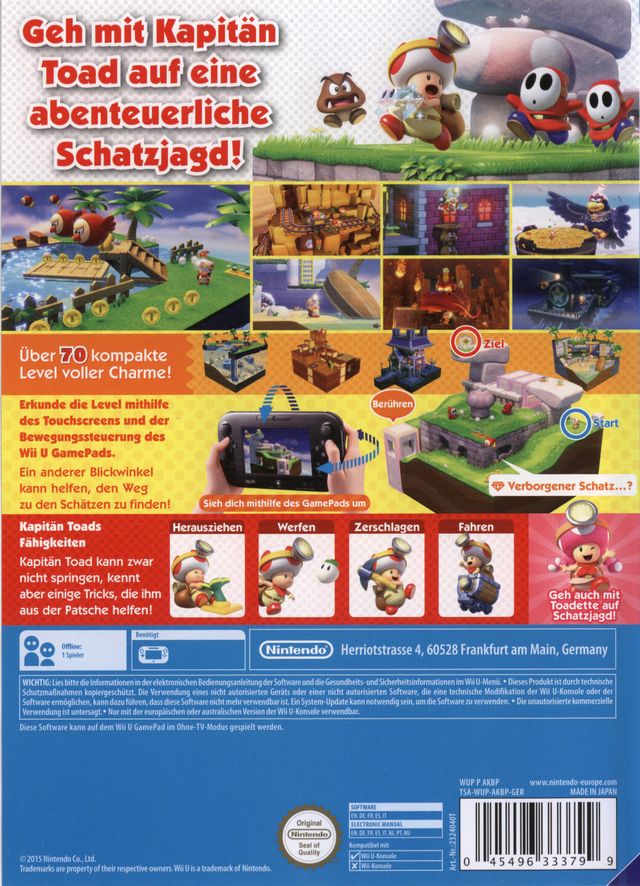 Geh mit Kapitän
Toad auf eine
abenteuerliche
Schatzjagd!
Über 70 kompakte
Level voller Charme!
Ziel
Erkunde die Level mithilfe
des Touchscreens und der
Bewegungssteuerung des
Wii U GamePads.
Ein anderer Blickwinkel
kann helfen, den Weg
zu den Schätzen zu finden!
Berühren
Start
Sieh dich mithilfe des GamePads um
Verborgener Schatz...?
Kapitän Toads
Fähigkeiten
Kapitän Toad kann zwar
nicht springen, kennt
aber einige Tricks, die ihm
aus der Patsche helfen!
Herausziehen
Werfen
Zerschlagen
Fahren
Geh auch mit
Toadette auf
Schatzjagd!
Offline:
1 Spieler
Benötigt
Nintendo
Herriotstrasse 4, 60528 Frankfurt am Main, Germany
WICHTIG: Lies bitte die Informationen in der elektronischen Bedienungsanleitung der Software und die Gesundheits- und Sicherheitsinformationen im Wii U-Menü. • Dieses Produkt ist durch technische
Schutzmaßnahmen kopiergeschützt. Die Verwendung eines nicht autorisierten Geräts oder einer nicht autorisierten Software, die eine technische Modifikation der Wii U-Konsole oder der
Software ermöglichen, kann dazu führen, dass diese Software nicht mehr verwendbar ist. Ein System-Update kann notwendig sein, um die Software zu verwenden. • Die unautorisierte kommerzielle
Vermietung ist untersagt. • Nur mit der europäischen oder australischen Version der Wii U-Konsole verwendbar.
Diese Software kann auf dem Wii U GamePad im Ohne-TV-Modus gespielt werden.
WUP P AKBP
www.nintendo-europe.com
TSA-WUP-AKBP-GER
MADE IN JAPAN
Original
Nintendo
Seal of
Quality
SOFTWARE
EN, DE, FR, ES, IT
ELECTRONIC MANUAL
EN, DE, FR, ES, IT, NL, PT, RU
Kompatibel mit
Wii U-Konsole
Wii-Konsole
Art.-Nr.: 2324040T
0 45496 33379 9
©2015 Nintendo Co., Ltd.
Trademarks are property of their respective owners. Wii U is a trademark of Nintendo.